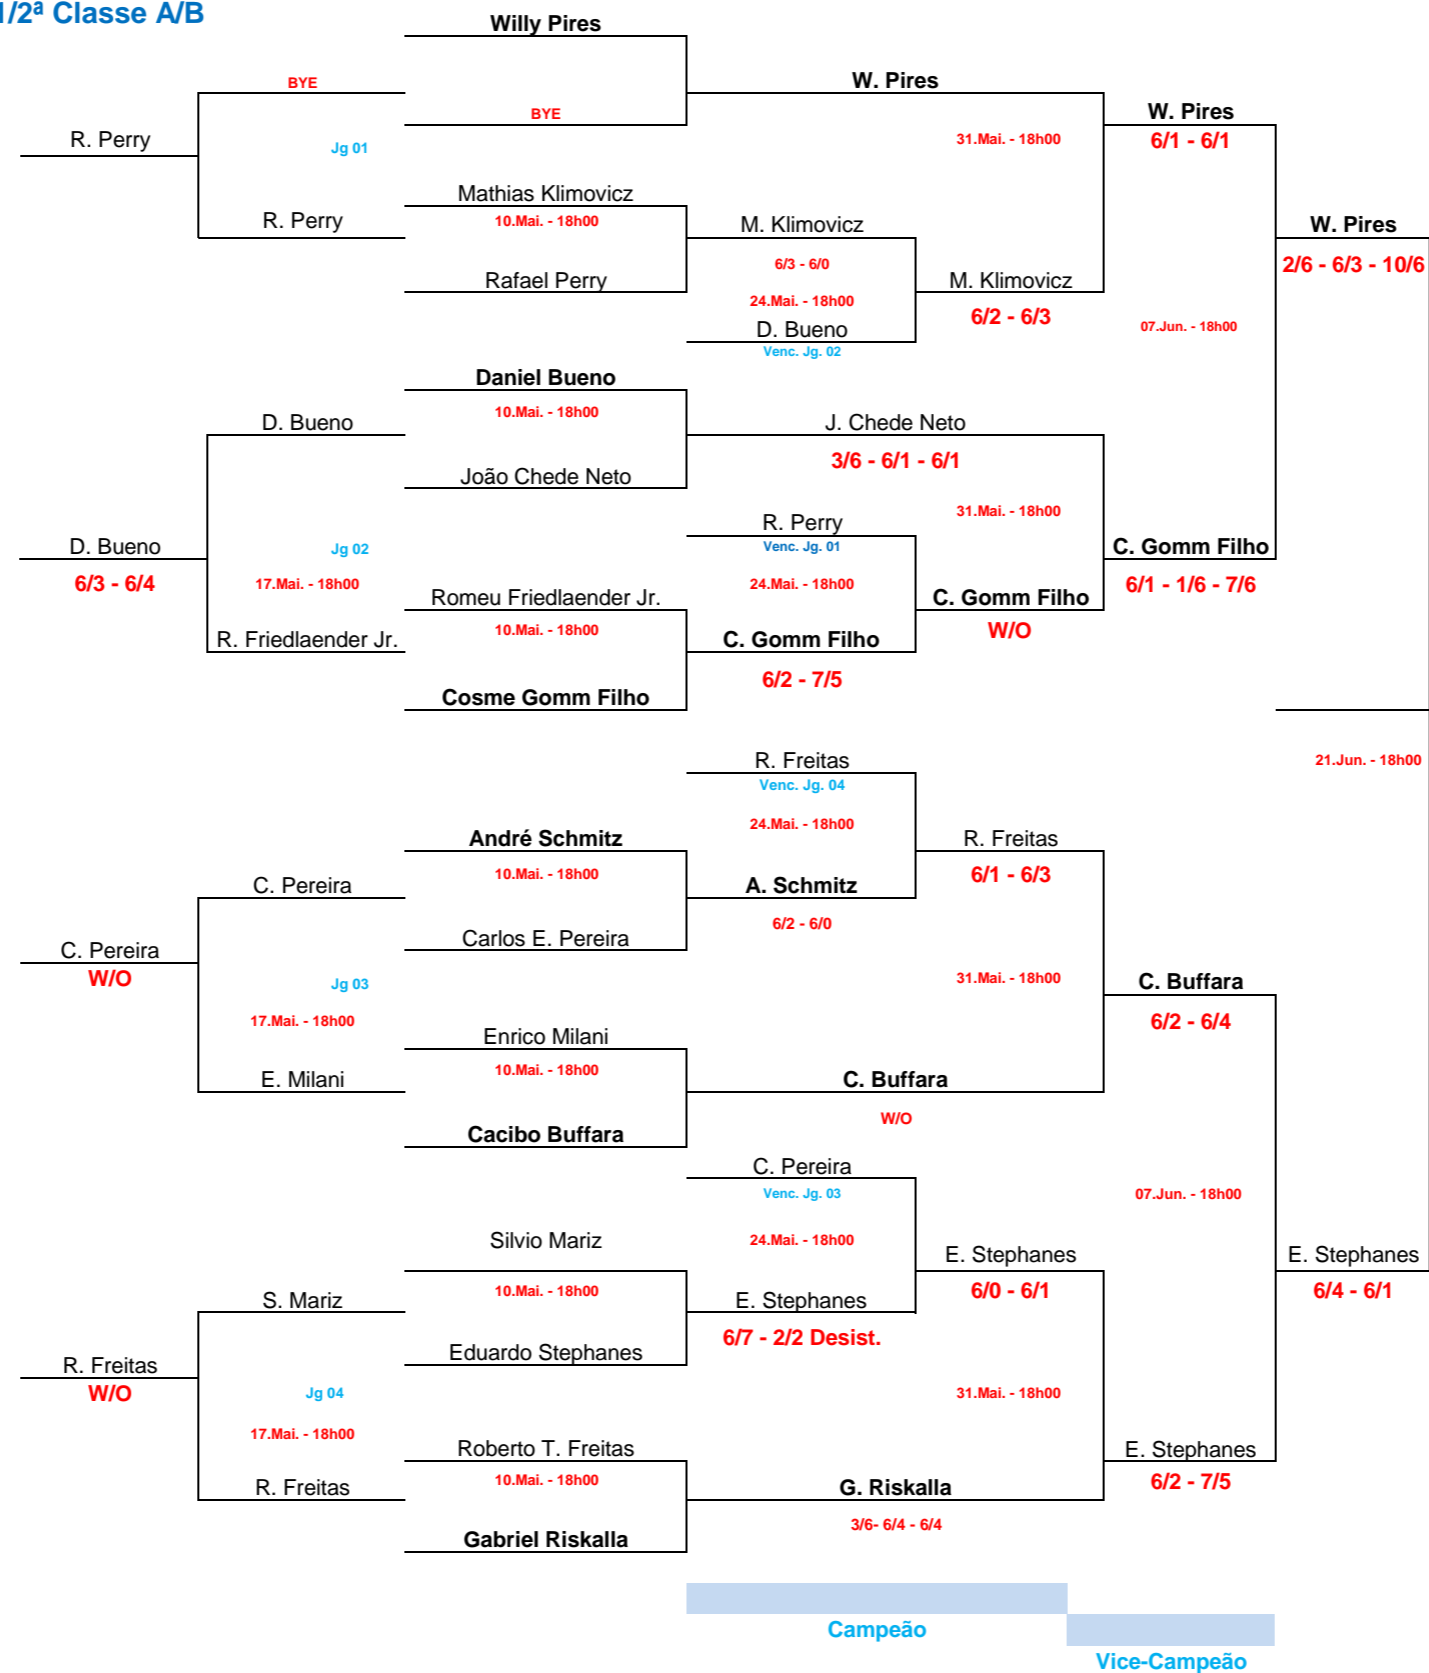 1/2ª Classe A/B
Willy Pires
BYE
W. Pires
BYE
W. Pires
R. Perry
31.Mai. - 18h00
6/1 - 6/1
Jg 01
Mathias Klimovicz
R. Perry
10.Mai. - 18h00
M. Klimovicz
W. Pires
6/3 - 6/0
2/6 - 6/3 - 10/6
Rafael Perry
M. Klimovicz
24.Mai. - 18h00
6/2 - 6/3
D. Bueno
07.Jun. - 18h00
Venc. Jg. 02
Daniel Bueno
10.Mai. - 18h00
D. Bueno
J. Chede Neto
3/6 - 6/1 - 6/1
João Chede Neto
31.Mai. - 18h00
R. Perry
D. Bueno
Jg 02
Venc. Jg. 01
C. Gomm Filho
6/3 - 6/4
17.Mai. - 18h00
24.Mai. - 18h00
6/1 - 1/6 - 7/6
Romeu Friedlaender Jr.
C. Gomm Filho
10.Mai. - 18h00
W/O
R. Friedlaender Jr.
C. Gomm Filho
6/2 - 7/5
Cosme Gomm Filho
R. Freitas
21.Jun. - 18h00
Venc. Jg. 04
24.Mai. - 18h00
André Schmitz
R. Freitas
10.Mai. - 18h00
6/1 - 6/3
C. Pereira
A. Schmitz
6/2 - 6/0
Carlos E. Pereira
C. Pereira
W/O
31.Mai. - 18h00
Jg 03
C. Buffara
17.Mai. - 18h00
6/2 - 6/4
Enrico Milani
10.Mai. - 18h00
E. Milani
C. Buffara
W/O
Cacibo Buffara
C. Pereira
Venc. Jg. 03
07.Jun. - 18h00
Silvio Mariz
24.Mai. - 18h00
E. Stephanes
E. Stephanes
10.Mai. - 18h00
6/0 - 6/1
6/4 - 6/1
S. Mariz
E. Stephanes
6/7 - 2/2 Desist.
Eduardo Stephanes
R. Freitas
W/O
Jg 04
31.Mai. - 18h00
17.Mai. - 18h00
Roberto T. Freitas
E. Stephanes
10.Mai. - 18h00
6/2 - 7/5
R. Freitas
G. Riskalla
3/6- 6/4 - 6/4
Gabriel Riskalla
Campeão
Vice-Campeão